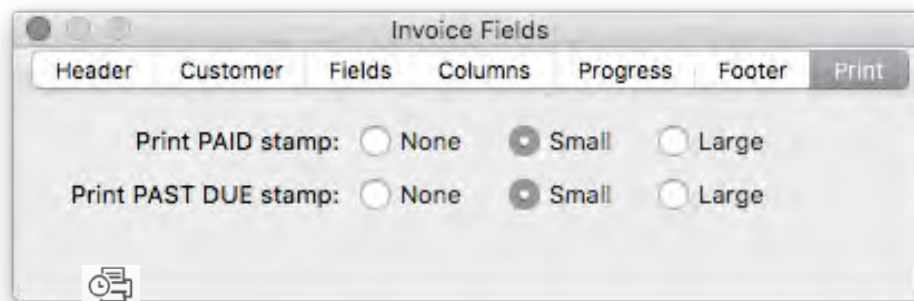 Invoice Fields
Header Customer Fields Columns Progress Footer Print
Print PAID stamp: None Small Large
Print PAST DUE stamp: None Small Large